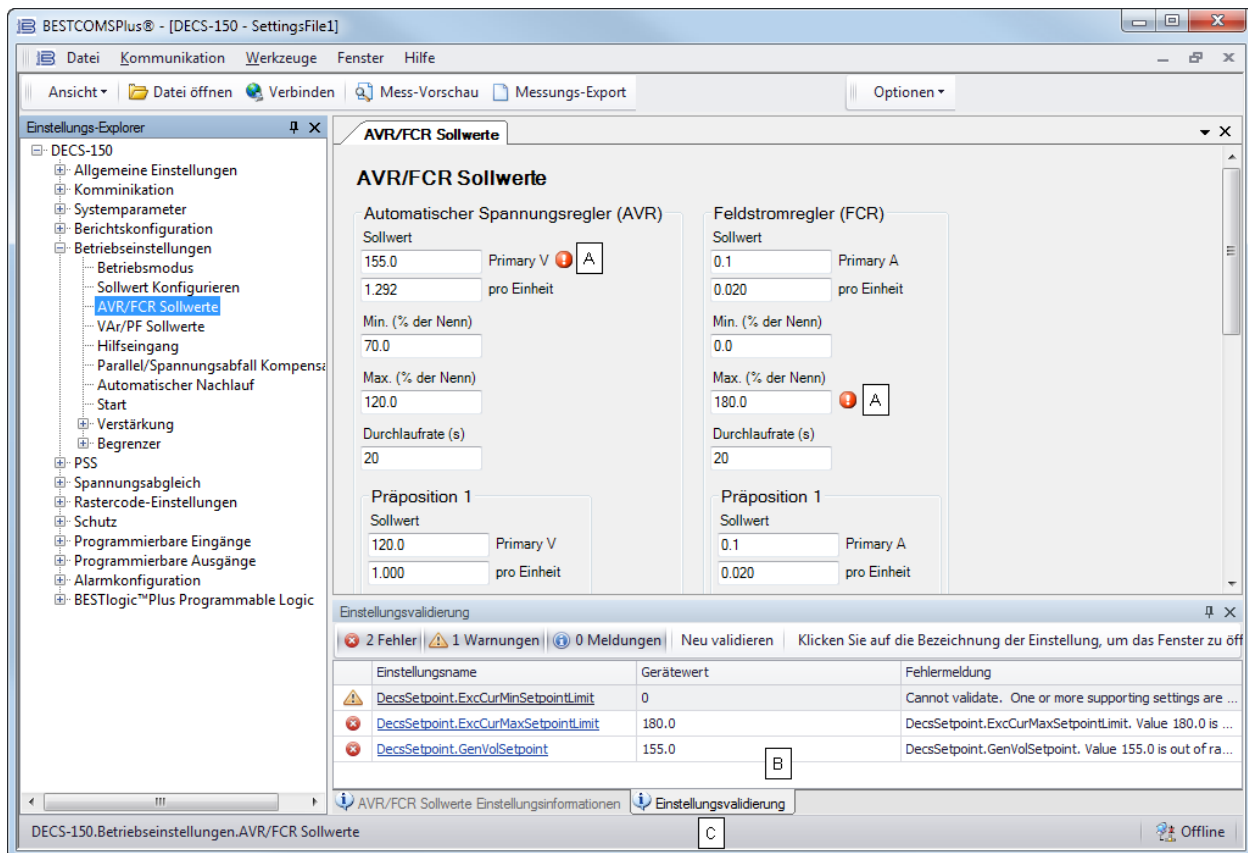 BESTCOMSPlus® - [DECS-150 - SettingsFile1]
Datei Kommunikation Werkzeuge Fenster Hilfe
Ansicht Datei öffnen Verbinden Mess-Vorschau Messungs-Export Optionen
Einstellungs-Explorer
DECS-150
Allgemeine Einstellungen
Komminikation
Systemparameter
Berichtskonfiguration
Betriebseinstellungen
Betriebsmodus
Sollwert Konfigurieren
AVR/FCR Sollwerte
VAr/PF Sollwerte
Hilfseingang
Parallel/Spannungsabfall Kompensa
Automatischer Nachlauf
Start
Verstärkung
Begrenzer
PSS
Spannungsabgleich
Rastercode-Einstellungen
Schutz
Programmierbare Eingänge
Programmierbare Ausgänge
Alarmkonfiguration
BESTlogic™Plus Programmable Logic
AVR/FCR Sollwerte
AVR/FCR Sollwerte
Automatischer Spannungsregler (AVR)
Sollwert
155.0 Primary V A
1.292 pro Einheit
Min. (% der Nenn)
70.0
Max. (% der Nenn)
120.0
Durchlaufrate (s)
20
Präposition 1
Sollwert
120.0 Primary V
1.000 pro Einheit
Feldstromregler (FCR)
Sollwert
0.1 Primary A
0.020 pro Einheit
Min. (% der Nenn)
0.0
Max. (% der Nenn)
180.0 A
Durchlaufrate (s)
20
Präposition 1
Sollwert
0.1 Primary A
0.020 pro Einheit
Einstellungsvalidierung
2 Fehler 1 Warnungen 0 Meldungen Neu validieren Klicken Sie auf die Bezeichnung der Einstellung, um das Fenster zu öff
Einstellungsname Gerätewert Fehlermeldung
DecsSetpoint.ExcCurMinSetpointLimit 0 Cannot validate. One or more supporting settings are ...
DecsSetpoint.ExcCurMaxSetpointLimit 180.0 DecsSetpoint.ExcCurMaxSetpointLimit. Value 180.0 is ...
DecsSetpoint.GenVolSetpoint 155.0 DecsSetpoint.GenVolSetpoint. Value 155.0 is out of ra...
B
AVR/FCR Sollwerte Einstellungsinformationen Einstellungsvalidierung
DECS-150.Betriebseinstellungen.AVR/FCR Sollwerte C Offline